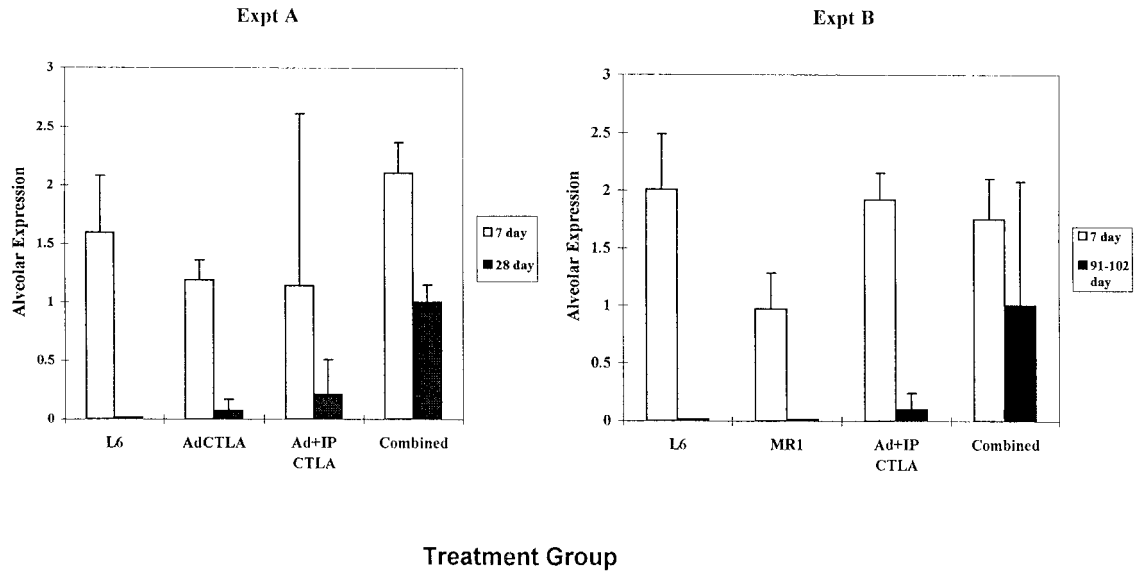 Expt A
Alveolar Expression
3
2.5
2
1.5
1
0.5
0
L6
AdCTLA
Ad+IP
CTLA
Combined
7 day
28 day
Expt B
Alveolar Expression
3
2.5
2
1.5
1
0.5
0
L6
MR1
Ad+IP
CTLA
Combined
7 day
91-102
day
Treatment Group